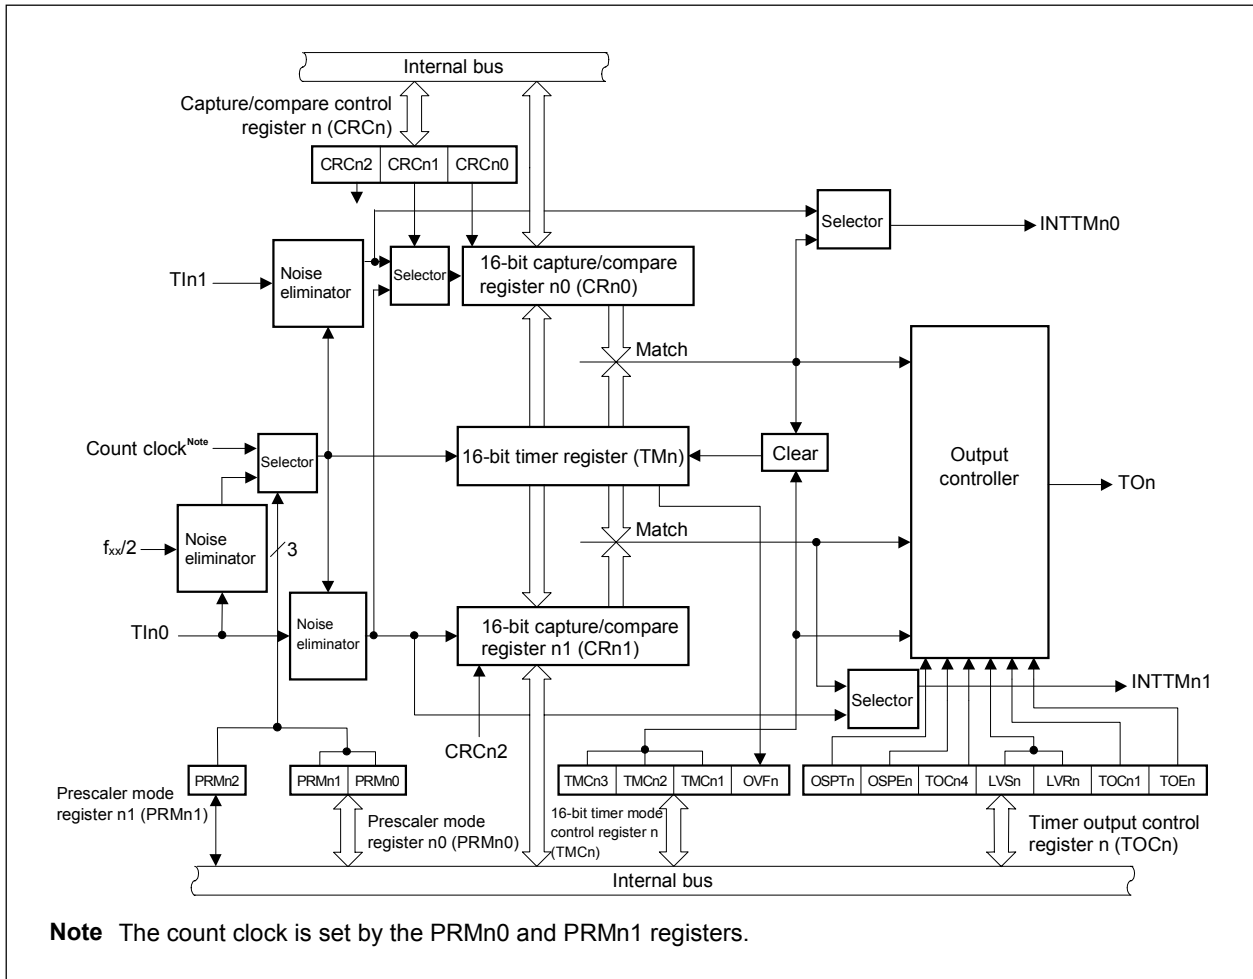 Internal bus
Capture/compare control
register n (CRCn)
CRCn2 CRCn1 CRCn0
Selector
INTTMn0
TIn1
Noise
eliminator
Selector
16-bit capture/compare
register n0 (CRn0)
Match
Count clock Note
Selector
16-bit timer register (TMn)
Clear
Output
controller
TOn
fxx/2
Noise
eliminator
3
Match
TIn0
Noise
eliminator
16-bit capture/compare
register n1 (CRn1)
Selector
INTTMn1
CRCn2
PRMn2
PRMn1 PRMn0
TMCn3 TMCn2 TMCn1 OVFn
OSPTn OSPEn TOCn4 LVSn LVRn TOCn1 TOEn
Prescaler mode
register n1 (PRMn1)
Prescaler mode
register n0 (PRMn0)
16-bit timer mode
control register n
(TMCn)
Timer output control
register n (TOCn)
Internal bus
Note The count clock is set by the PRMn0 and PRMn1 registers.